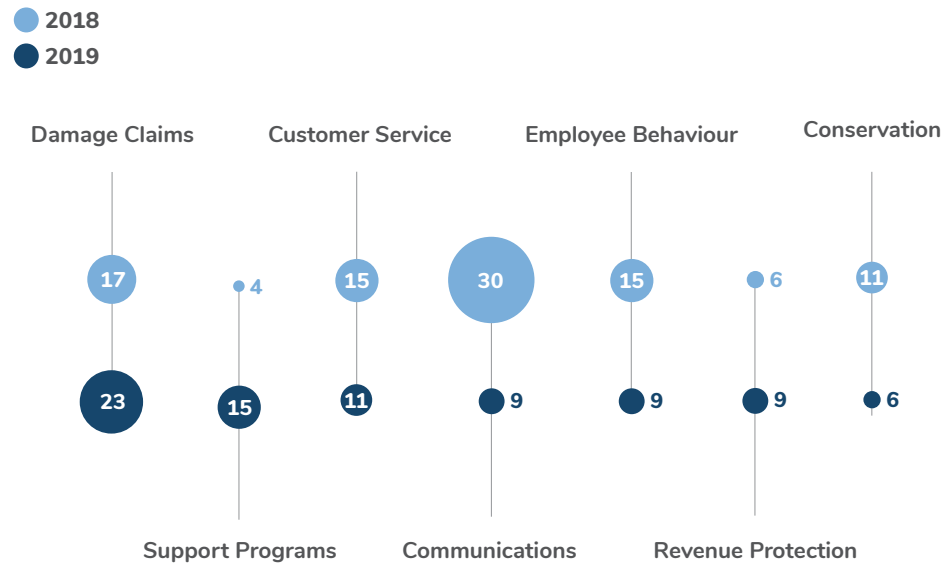 2018
2019
Damage Claims
Customer Service
Employee Behaviour
Conservation
17
4
15
30
15
6
11
23
15
11
9
9
9
6
Support Programs
Communications
Revenue Protection